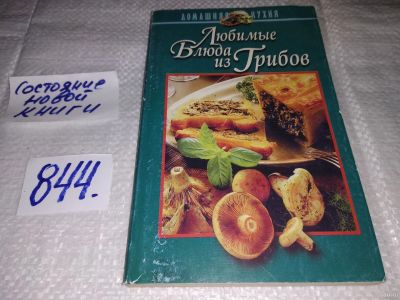 ДОМАШНЯЯ КУХНЯ
Любимые
Блюда
из Грибов
Состояние
новой
книги
844.